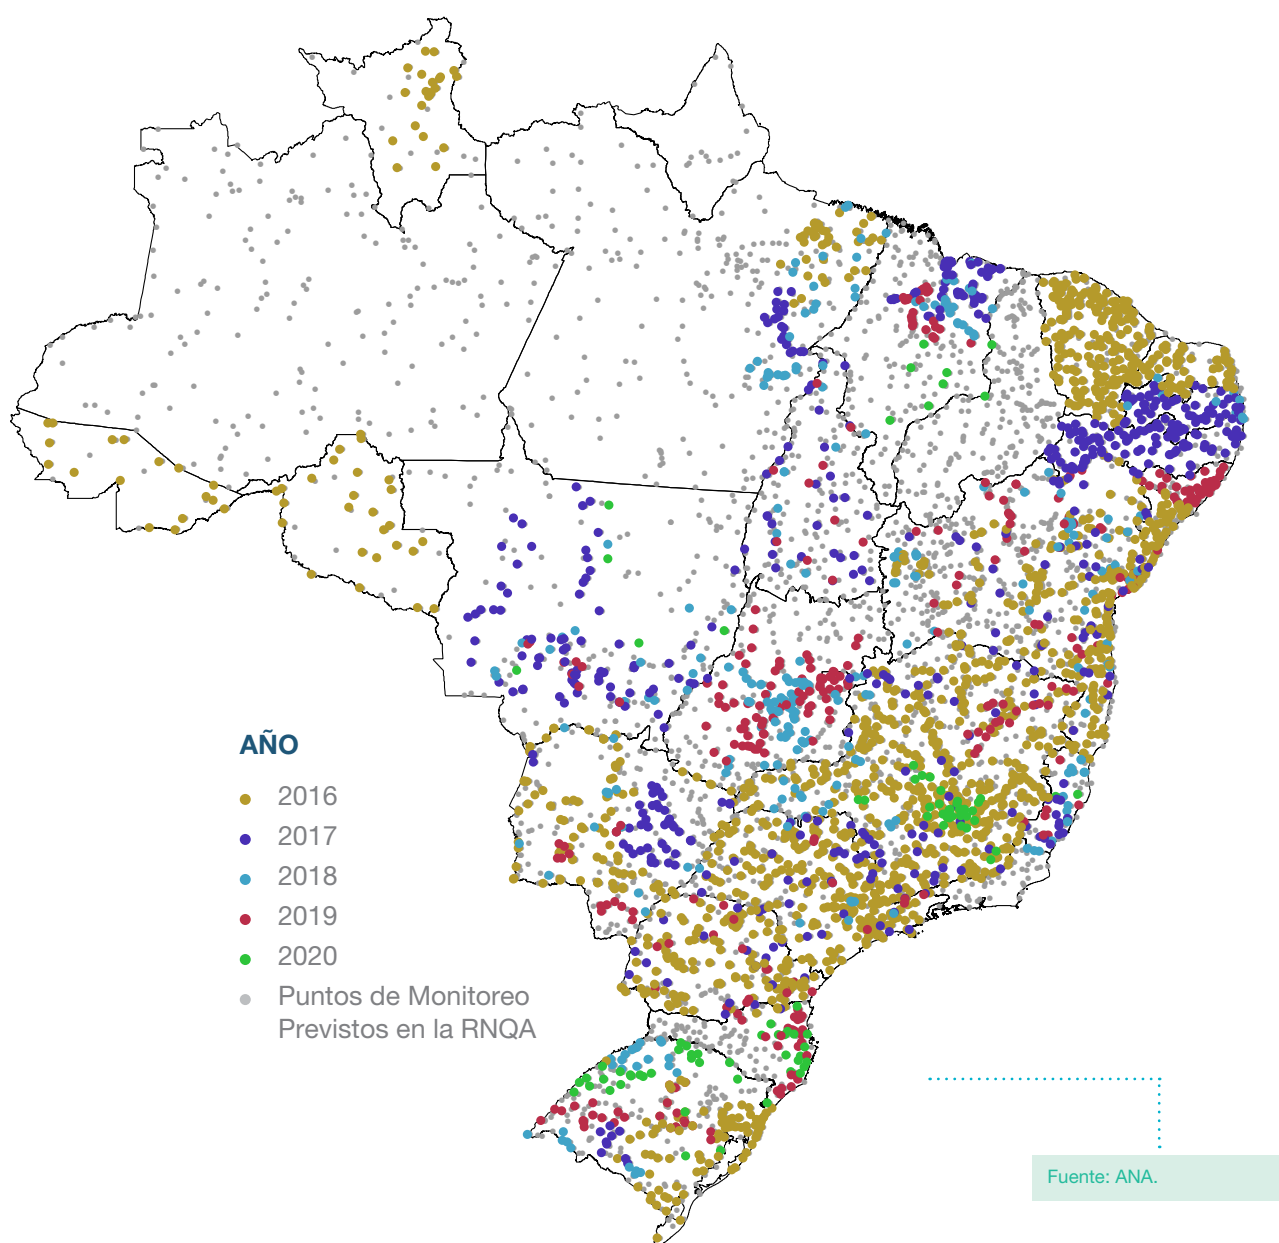 AÑO
2016
2017
2018
2019
2020
Puntos de Monitoreo
Previstos en la RNQA
Fuente: ANA.